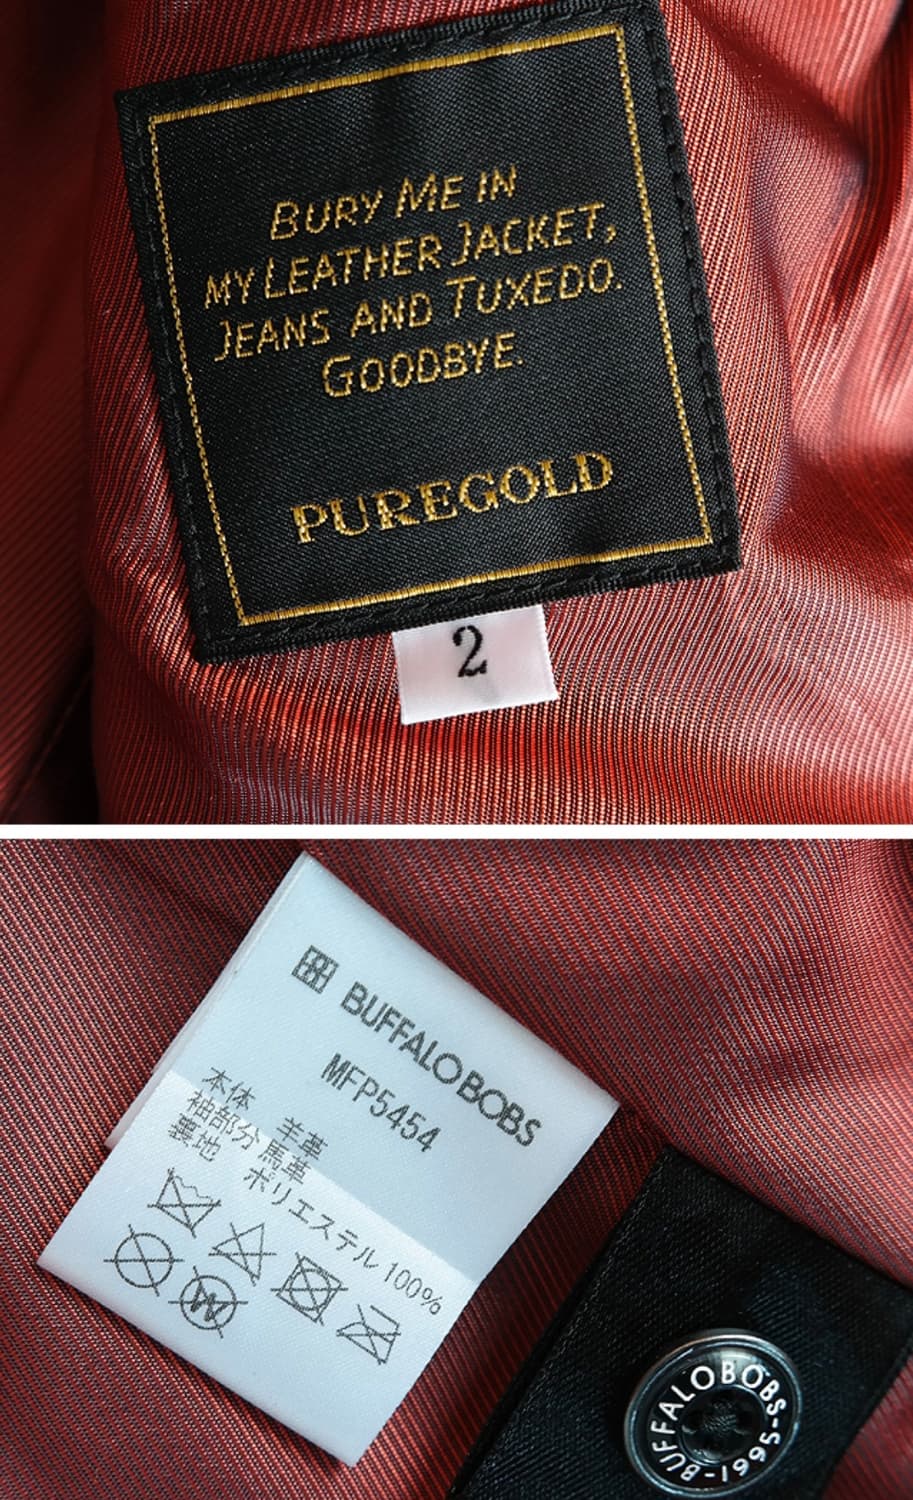 BURY ME IN
MY LEATHER JACKET,
JEANS AND TUXEDO.
GOODBYE.
PUREGOLD
2
BUFFALO BOBS
MFP5454
本体 羊革
袖部分 馬革
裏地 ポリエステル 100%
BUFFALOBOBS-1995-